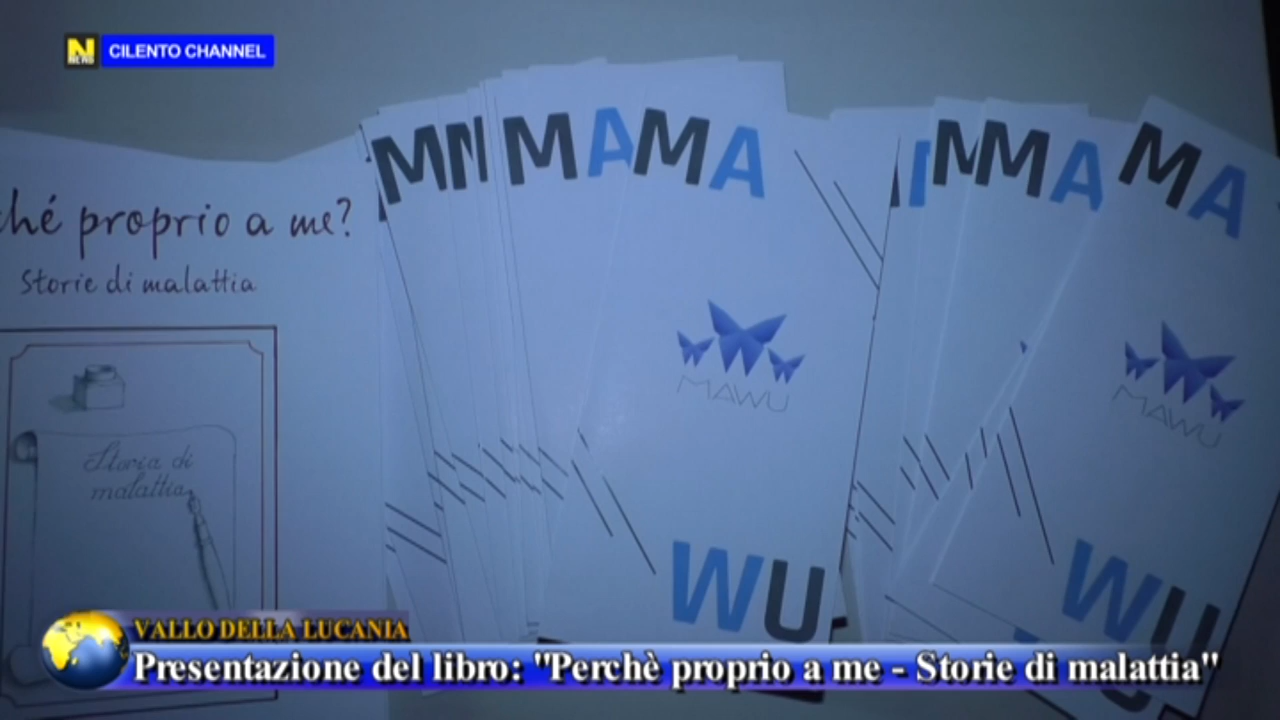 N NEWS CILENTO CHANNEL
ché proprio a me?
Storie di malattia
Storia di
malattia
M M MA MA
M MA MA
MAWU
MAWU
WU
WU
VALLO DELLA LUCANIA
Presentazione del libro: "Perchè proprio a me - Storie di malattia"